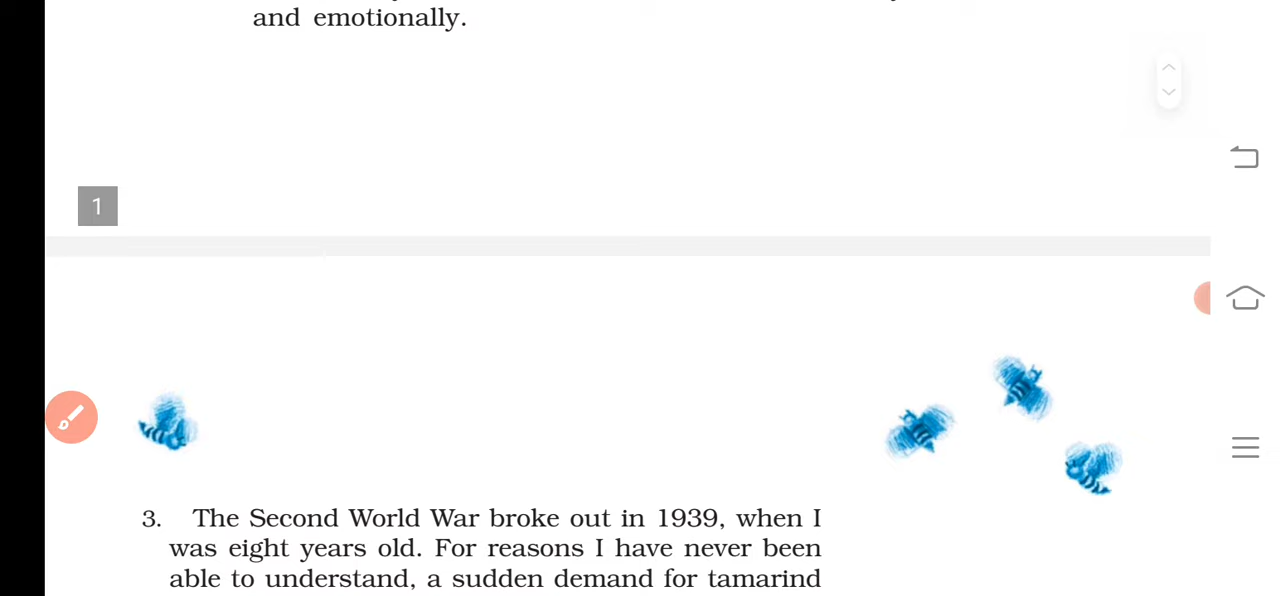 and emotionally.
1
3. The Second World War broke out in 1939, when I
was eight years old. For reasons I have never been
able to understand, a sudden demand for tamarind